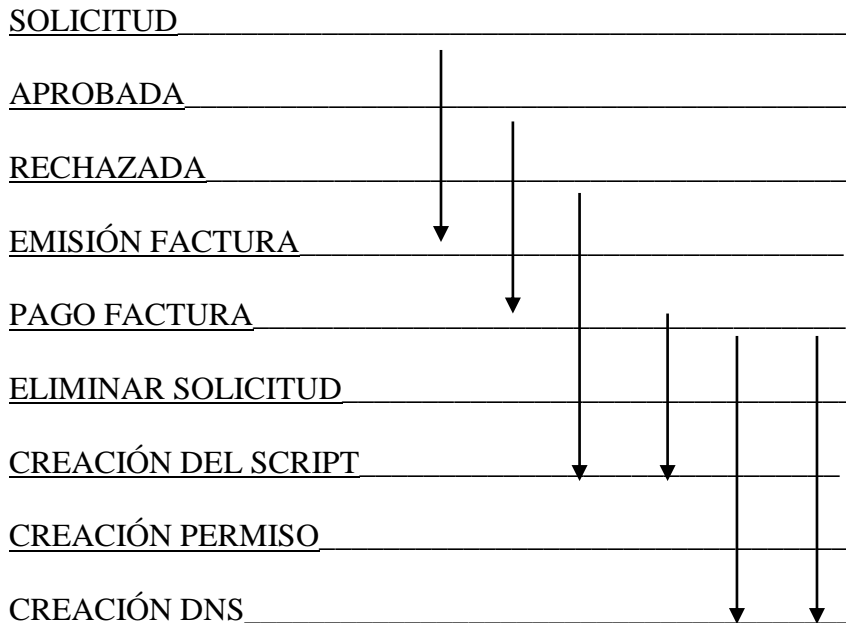 SOLICITUD
APROBADA
RECHAZADA
EMISIÓN FACTURA
PAGO FACTURA
ELIMINAR SOLICITUD
CREACIÓN DEL SCRIPT
CREACIÓN PERMISO
CREACIÓN DNS